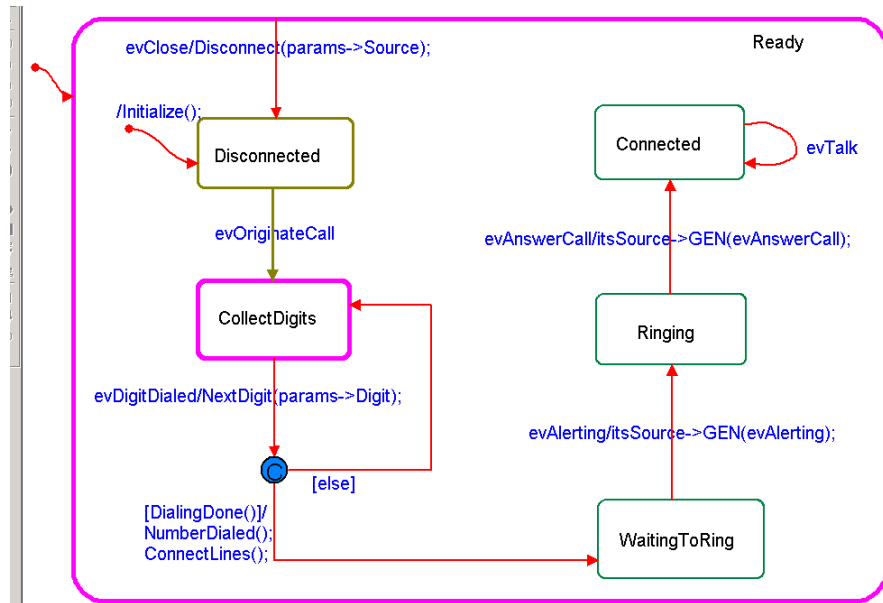 Ready
evClose/Disconnect(params->Source);
/Initialize();
Disconnected
evOriginateCall
CollectDigits
evDigitDialed/NextDigit(params->Digit);
C
[else]
[DialingDone()]/
NumberDialed();
ConnectLines();
Connected
evTalk
evAnswerCall/itsSource->GEN(evAnswerCall);
Ringing
evAlerting/itsSource->GEN(evAlerting);
WaitingToRing